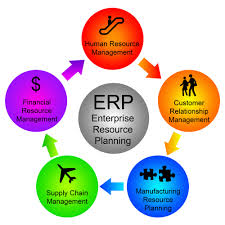 Human Resource
Management
$
Financial
Resource
Management
ERP
Enterprise
Resource
Planning
Customer
Relationship
Management
Supply Chain
Management
Manufacturing
Resource
Planning